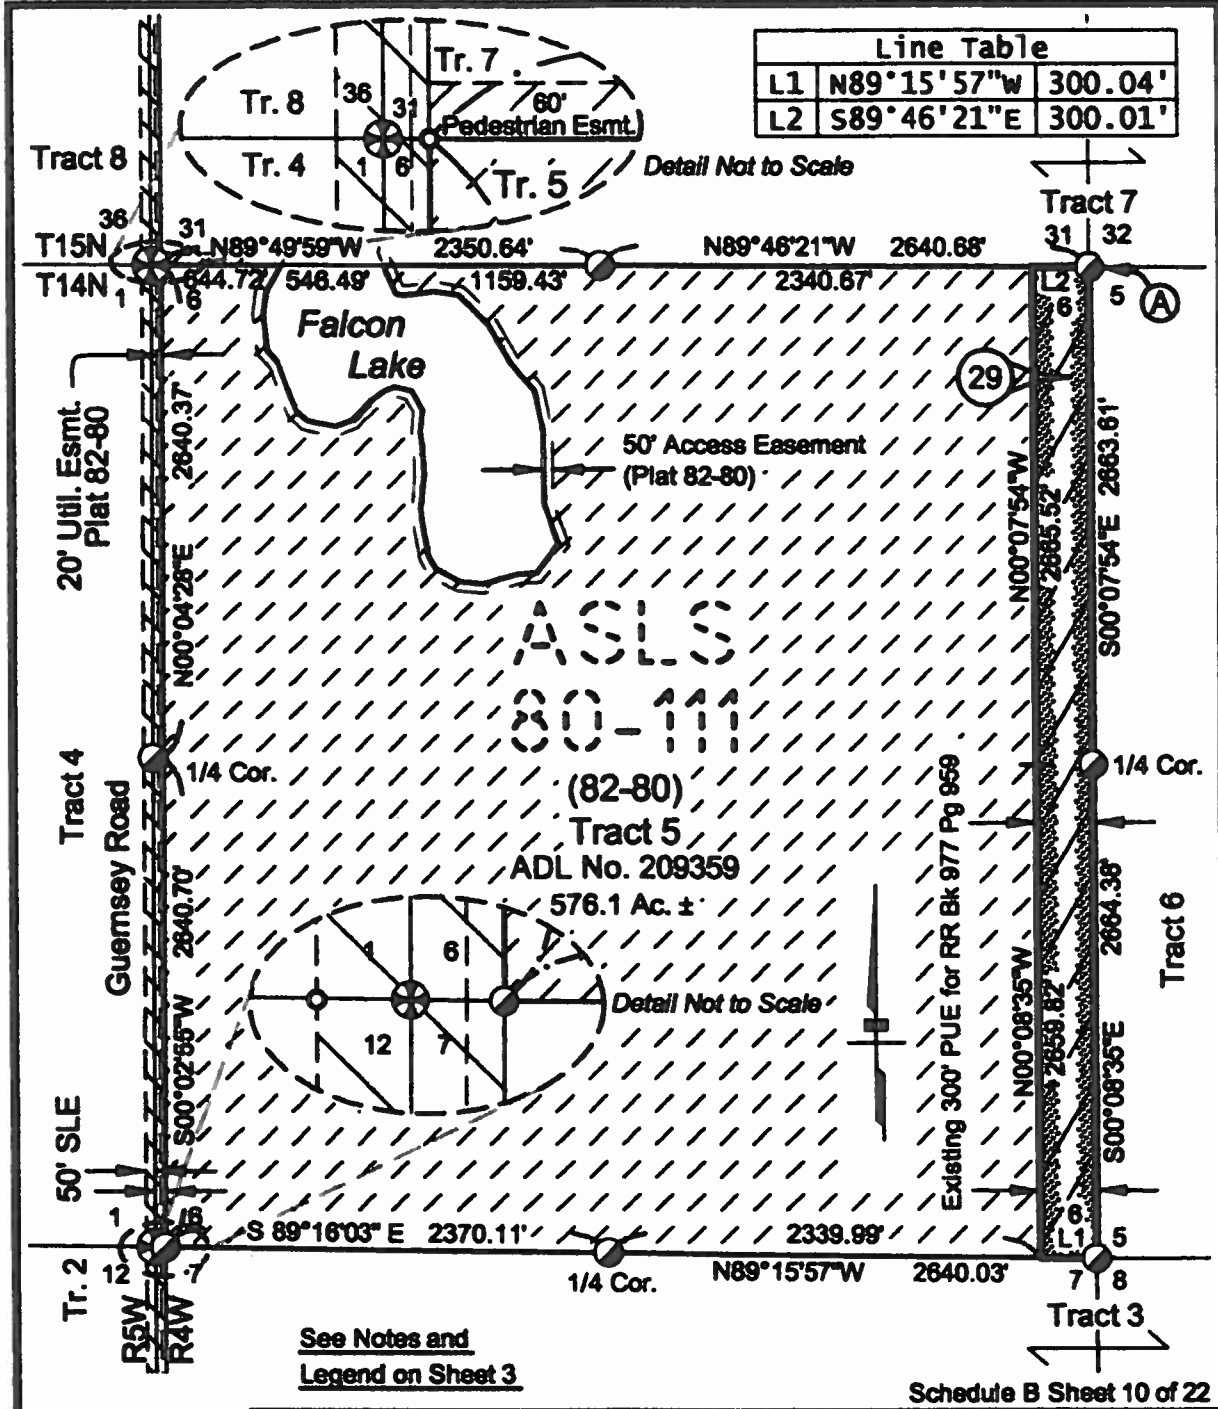 Line Table
L1 N89°15'57"W 300.04'
L2 S89°46'21"E 300.01'
Tr. 7
Tr. 8
36
31
60'
Pedestrian Esmt.
Tr. 4
1
6
Tr. 5
Detail Not to Scale
Tract 8
Tract 7
36
31
31
32
T15N
N89°49'59"W
2350.64'
N89°46'21"W
2640.68'
T14N
1
6
644.72'
546.49'
1159.43'
2340.67'
L2
6
5
A
Falcon
Lake
29
20' Util. Esmt.
Plat 82-80
2640.37'
N00°04'28"E
50' Access Easement
(Plat 82-80)
N00°07'54"W
2665.52'
S00°07'54"E 2663.61'
ASLS
80-111
(82-80)
Tract 5
ADL No. 209359
576.1 Ac. ±
1/4 Cor.
1/4 Cor.
Tract 4
Guernsey Road
2640.70'
S00°02'55"W
50' SLE
Existing 300' PUE for RR Bk 977 Pg 959
N00°08'35"W
2659.82'
2664.38'
S00°08'35"E
Tract 6
1
6
12
7
Detail Not to Scale
1
6
S 89°16'03" E
2370.11'
2339.99'
6
L1
5
12
7
1/4 Cor.
N89°15'57"W
2640.03'
7
8
Tr. 2
R5W
R4W
Tract 3
See Notes and
Legend on Sheet 3
Schedule B Sheet 10 of 22